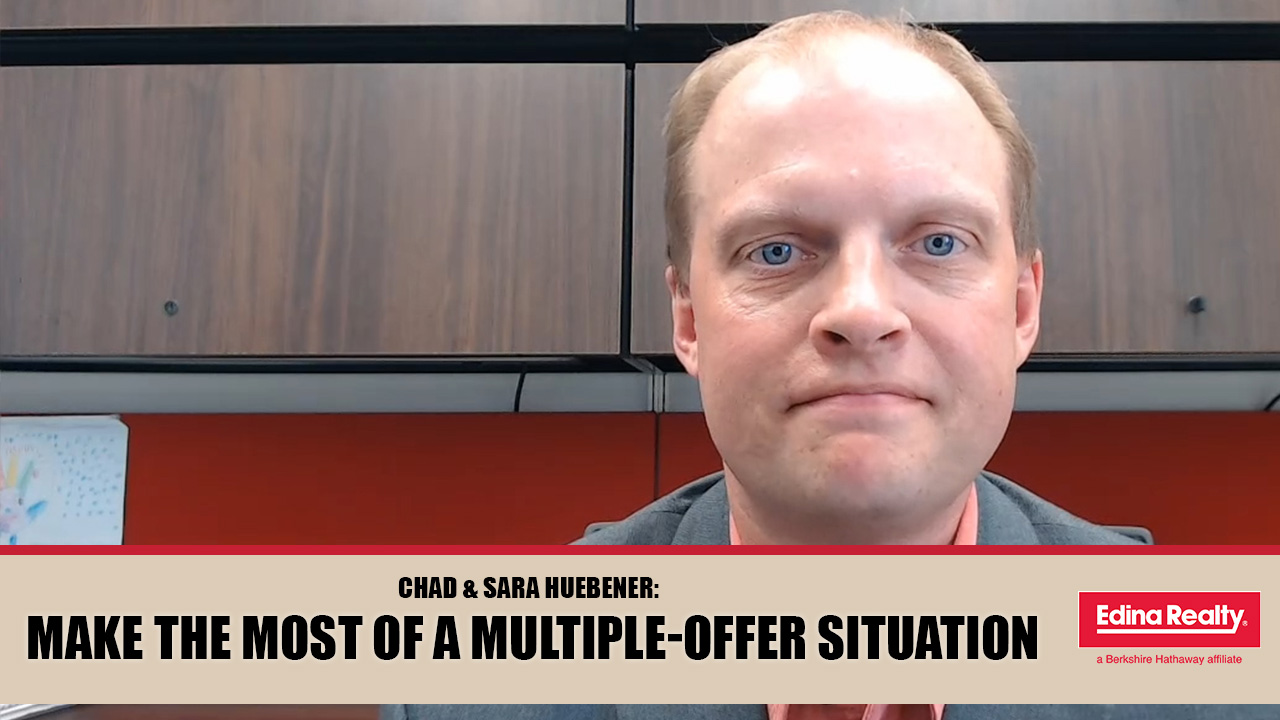 CHAD & SARA HUEBENER:
MAKE THE MOST OF A MULTIPLE-OFFER SITUATION
Edina Realty®
a Berkshire Hathaway affiliate